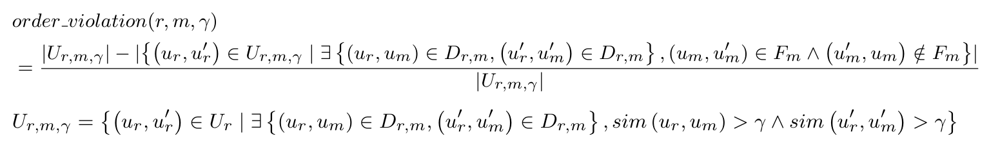 order_violation(r, m, γ)
= \frac{|U_{r,m,γ}| − |{(u_r, u′_r) ∈ U_{r,m,γ} | ∃ {(u_r, u_m) ∈ D_{r,m}, (u′_r, u′_m) ∈ D_{r,m}} , (u_m, u′_m) ∈ F_m ∧ (u′_m, u_m) ∉ F_m}|}{|U_{r,m,γ}|}
U_{r,m,γ} = {(u_r, u′_r) ∈ U_r | ∃ {(u_r, u_m) ∈ D_{r,m}, (u′_r, u′_m) ∈ D_{r,m}} , sim (u_r, u_m) > γ ∧ sim (u′_r, u′_m) > γ}